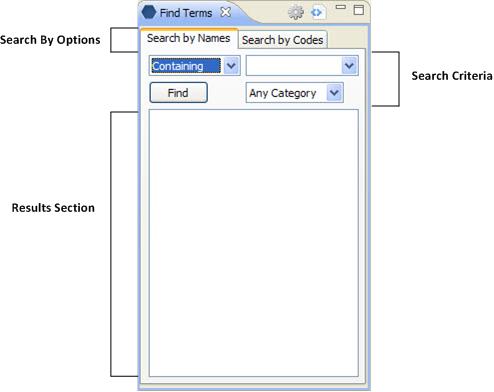 Find Terms
Search By Options
Search by Names
Search by Codes
Containing
Search Criteria
Find
Any Category
Results Section